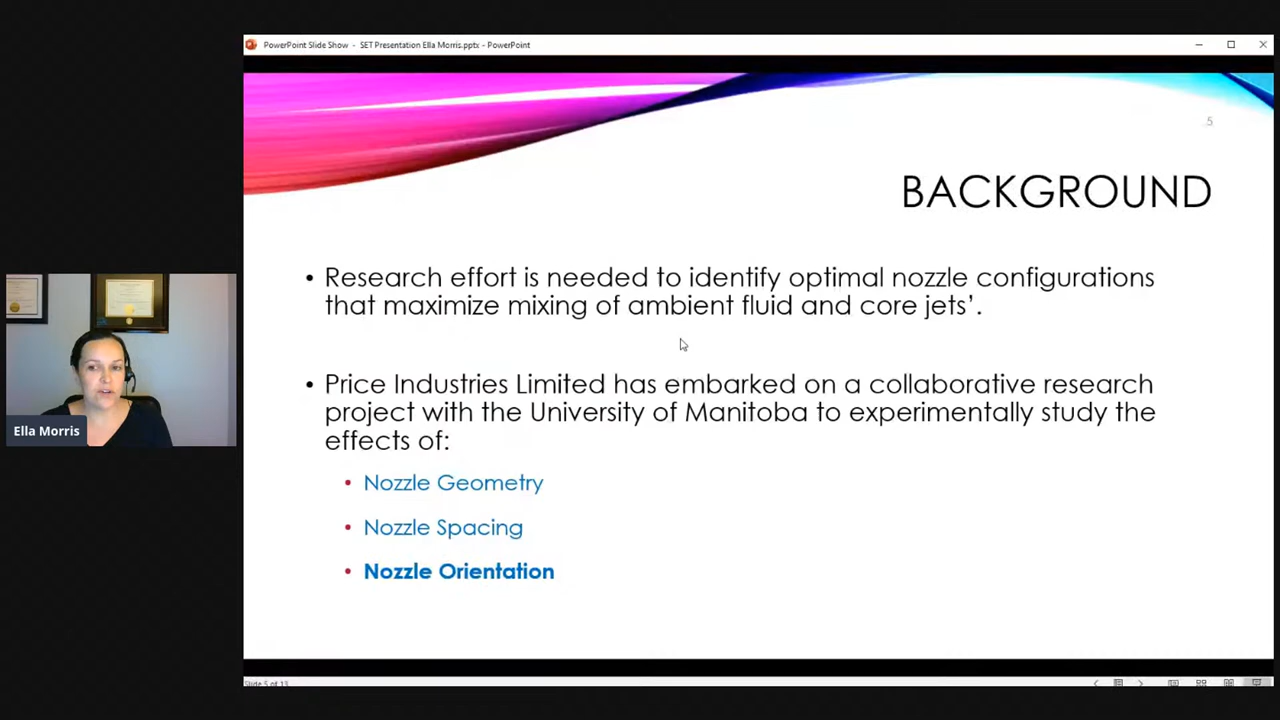 PowerPoint Slide Show - SET Presentation Ella Morris.pptx - PowerPoint
5
BACKGROUND
• Research effort is needed to identify optimal nozzle configurations
that maximize mixing of ambient fluid and core jets’.
• Price Industries Limited has embarked on a collaborative research
project with the University of Manitoba to experimentally study the
effects of:
• Nozzle Geometry
• Nozzle Spacing
• Nozzle Orientation
Ella Morris
Slide 5 of 13